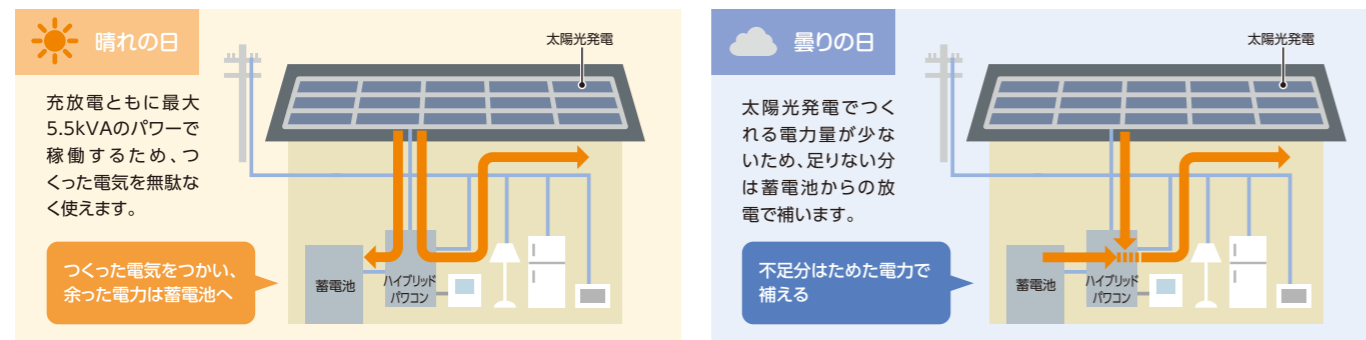 晴れの日
太陽光発電
充放電ともに最大
5.5kVAのパワーで
稼働するため、つ
くった電気を無駄な
く使えます。
つくった電気をつかい、
余った電力は蓄電池へ
蓄電池
ハイブリッド
パワコン
曇りの日
太陽光発電
太陽光発電でつく
れる電力量が少な
いため、足りない分
は蓄電池からの放
電で補います。
不足分はためた電力で
補える
蓄電池
ハイブリッド
パワコン